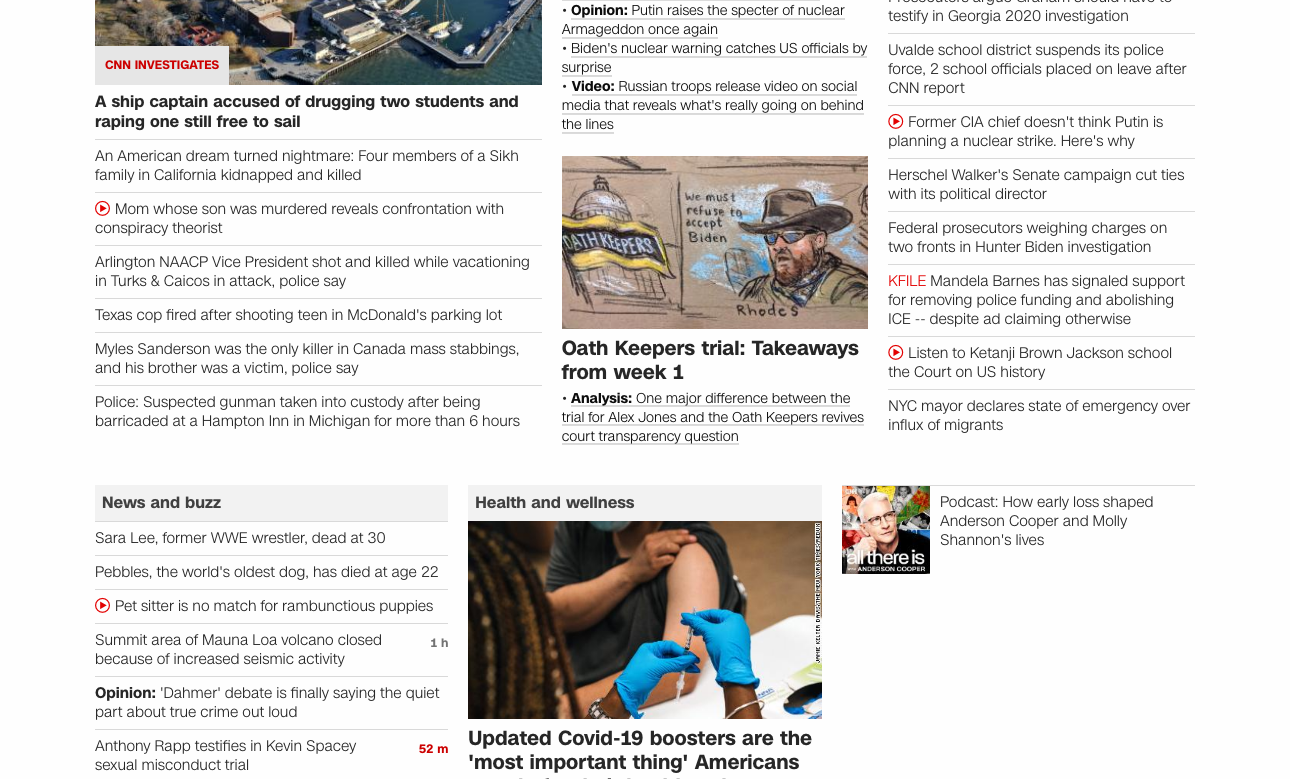 CNN INVESTIGATES
A ship captain accused of drugging two students and
raping one still free to sail
An American dream turned nightmare: Four members of a Sikh
family in California kidnapped and killed
Mom whose son was murdered reveals confrontation with
conspiracy theorist
Arlington NAACP Vice President shot and killed while vacationing
in Turks & Caicos in attack, police say
Texas cop fired after shooting teen in McDonald's parking lot
Myles Sanderson was the only killer in Canada mass stabbings,
and his brother was a victim, police say
Police: Suspected gunman taken into custody after being
barricaded at a Hampton Inn in Michigan for more than 6 hours
• Opinion: Putin raises the specter of nuclear
Armageddon once again
• Biden's nuclear warning catches US officials by
surprise
• Video: Russian troops release video on social
media that reveals what's really going on behind
the lines
OATH KEEPERS
We must
refuse to
accept
Biden
Rhodes
Oath Keepers trial: Takeaways
from week 1
• Analysis: One major difference between the
trial for Alex Jones and the Oath Keepers revives
court transparency question
Prosecutors argue Graham should have to
testify in Georgia 2020 investigation
Uvalde school district suspends its police
force, 2 school officials placed on leave after
CNN report
Former CIA chief doesn't think Putin is
planning a nuclear strike. Here's why
Herschel Walker's Senate campaign cut ties
with its political director
Federal prosecutors weighing charges on
two fronts in Hunter Biden investigation
KFILE Mandela Barnes has signaled support
for removing police funding and abolishing
ICE -- despite ad claiming otherwise
Listen to Ketanji Brown Jackson school
the Court on US history
NYC mayor declares state of emergency over
influx of migrants
News and buzz
Sara Lee, former WWE wrestler, dead at 30
Pebbles, the world's oldest dog, has died at age 22
Pet sitter is no match for rambunctious puppies
Summit area of Mauna Loa volcano closed
because of increased seismic activity
1 h
Opinion: 'Dahmer' debate is finally saying the quiet
part about true crime out loud
Anthony Rapp testifies in Kevin Spacey
sexual misconduct trial
52 m
Health and wellness
Updated Covid-19 boosters are the
'most important thing' Americans
all there is
ANDERSON COOPER
Podcast: How early loss shaped
Anderson Cooper and Molly
Shannon's lives